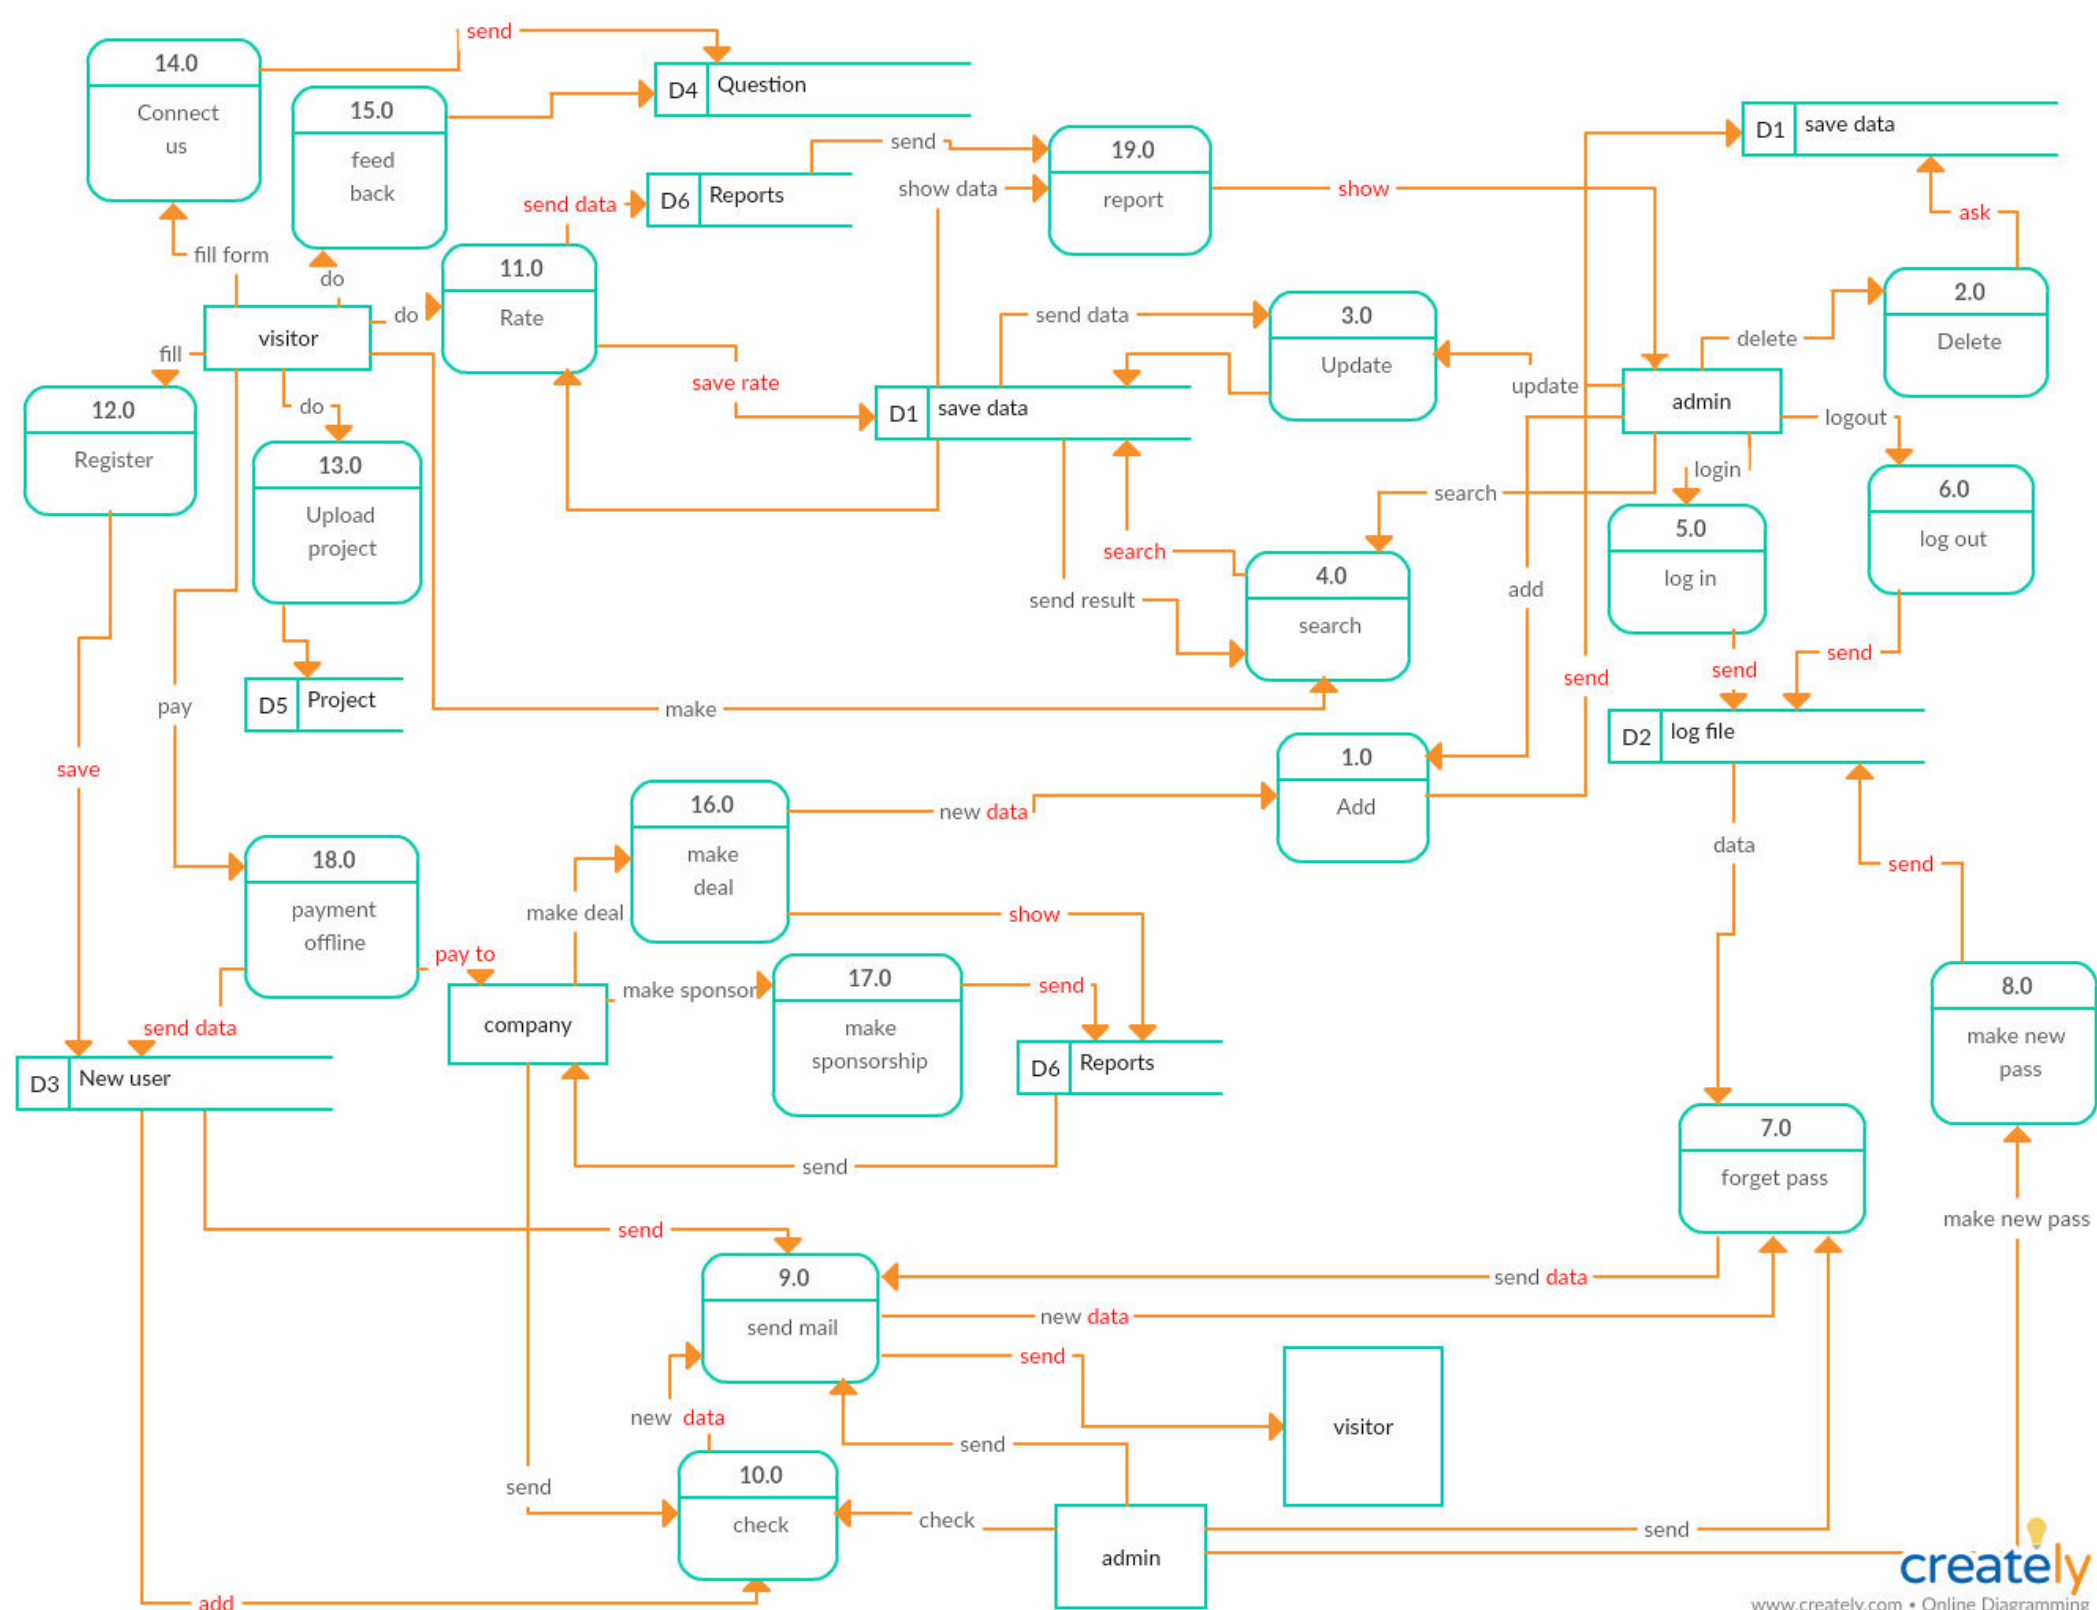 send
14.0
Connect
us
15.0
feed
back
D4 Question
D1 save data
send
19.0
report
show data
show
D6 Reports
send data
ask
fill form
do
11.0
Rate
do
visitor
fill
send data
3.0
Update
update
delete
2.0
Delete
admin
save rate
D1 save data
12.0
Register
do
13.0
Upload
project
logout
login
search
6.0
log out
5.0
log in
search
4.0
search
send result
add
send
send
send
D5 Project
pay
make
D2 log file
save
1.0
Add
16.0
make
deal
new data
data
18.0
payment
offline
make deal
show
send
pay to
make sponsor
17.0
make
sponsorship
send
8.0
make new
pass
company
send data
D3 New user
D6 Reports
7.0
forget pass
send
make new pass
send
9.0
send mail
send data
new data
send
new data
visitor
send
send
10.0
check
check
admin
send
add
creately
www.creately.com • Online Diagramming